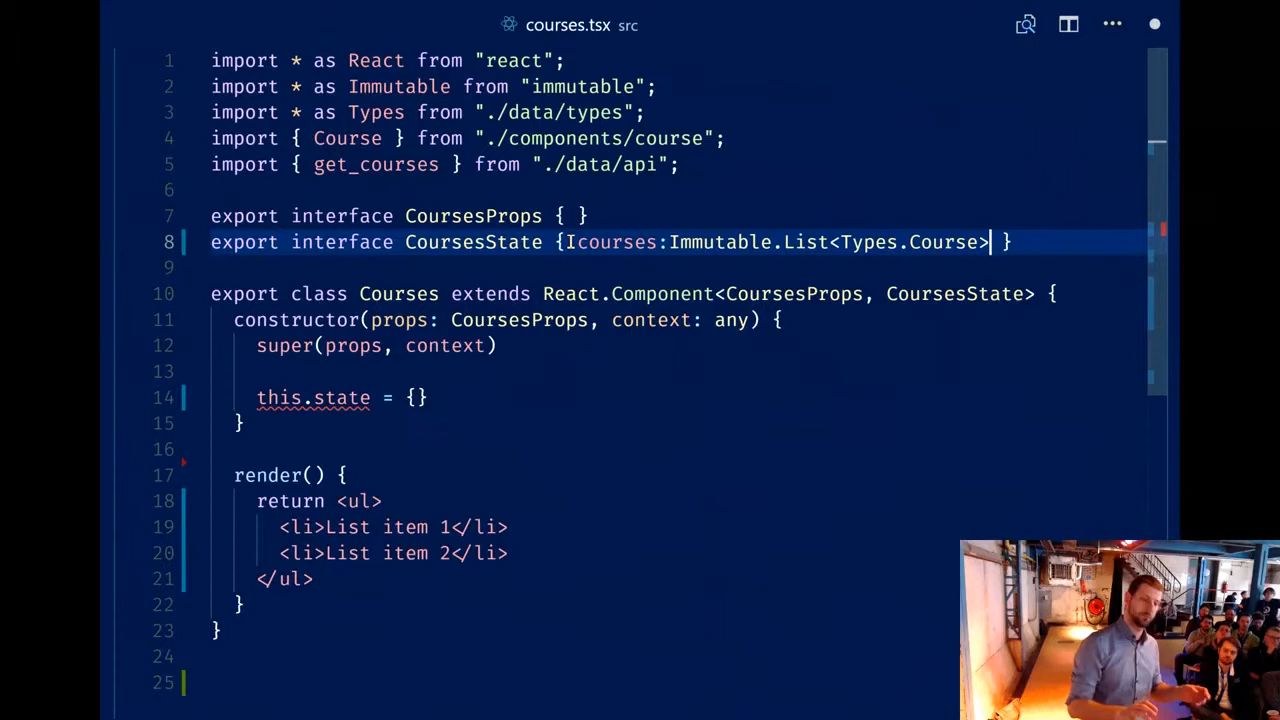 courses.tsx src
1 import * as React from "react";
2 import * as Immutable from "immutable";
3 import * as Types from "./data/types";
4 import { Course } from "./components/course";
5 import { get_courses } from "./data/api";
6
7 export interface CoursesProps { }
8 export interface CoursesState {Icourses:Immutable.List<Types.Course> }
9
10 export class Courses extends React.Component<CoursesProps, CoursesState> {
11 constructor(props: CoursesProps, context: any) {
12 super(props, context)
13
14 this.state = {}
15 }
16
17 render() {
18 return <ul>
19 <li>List item 1</li>
20 <li>List item 2</li>
21 </ul>
22 }
23 }
24
25